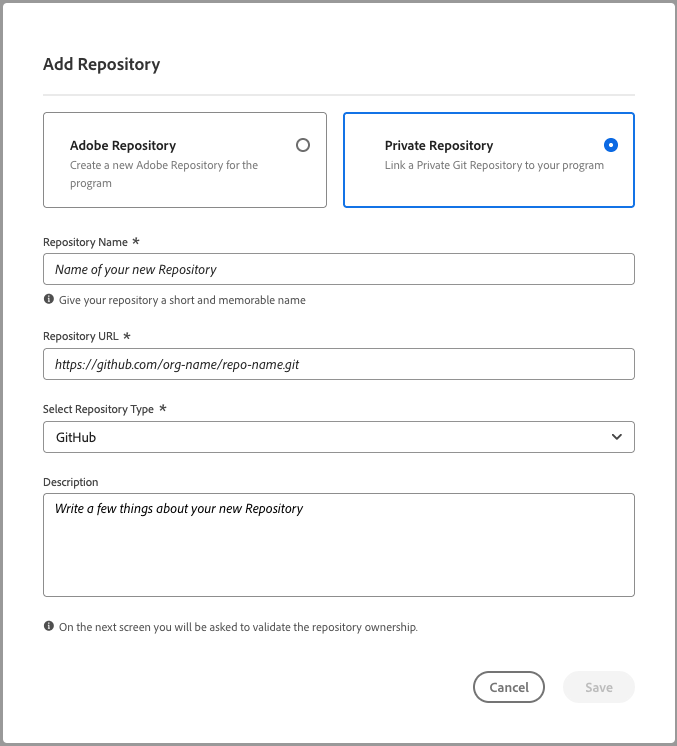 Add Repository
Adobe Repository
Create a new Adobe Repository for the
program
Private Repository
Link a Private Git Repository to your program
Repository Name *
Name of your new Repository
Give your repository a short and memorable name
Repository URL *
https://github.com/org-name/repo-name.git
Select Repository Type *
GitHub
Description
Write a few things about your new Repository
On the next screen you will be asked to validate the repository ownership.
Cancel
Save